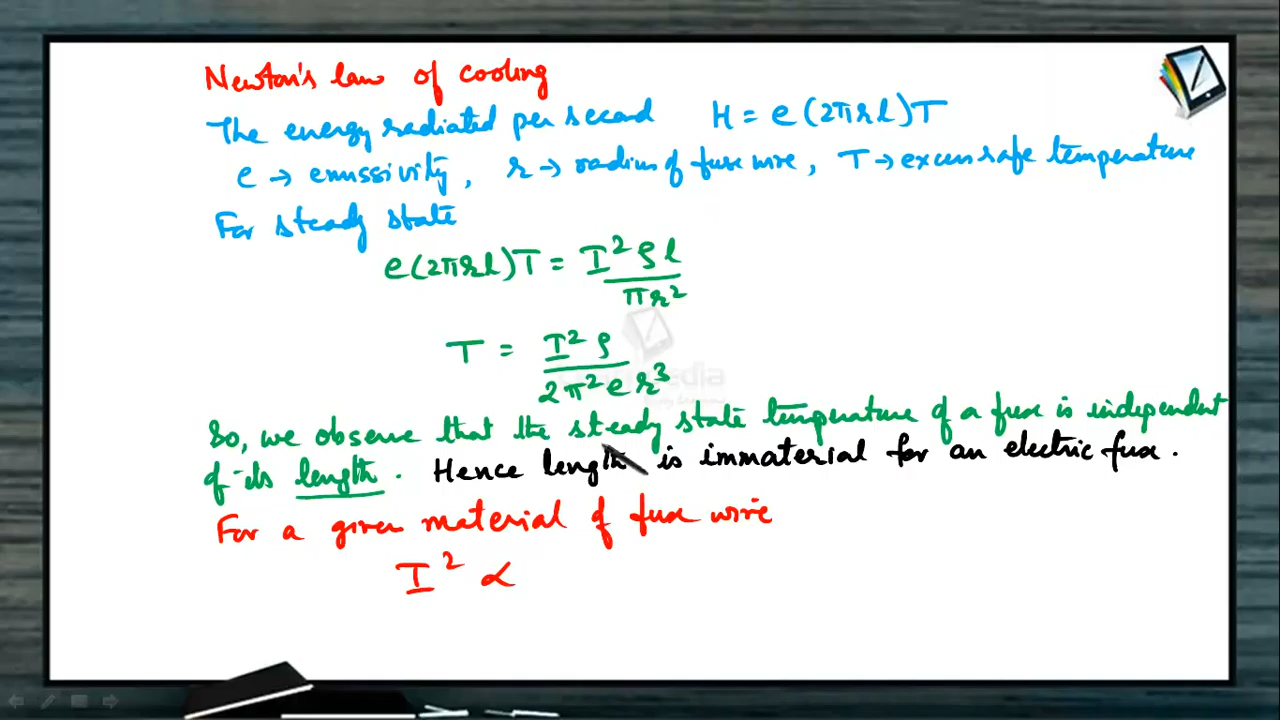 Newton's law of cooling
The energy radiated per second H = e(2πrl)T
e → emissivity, r → radius of fuse wire, T → excess safe temperature
For steady state
e(2πrl)T = I²ρl / πr²
T = I²ρ / 2π²er³
So, we observe that the steady state temperature of a fuse is independent
of its length. Hence length is immaterial for an electric fuse.
For a given material of fuse wire
I² ∝